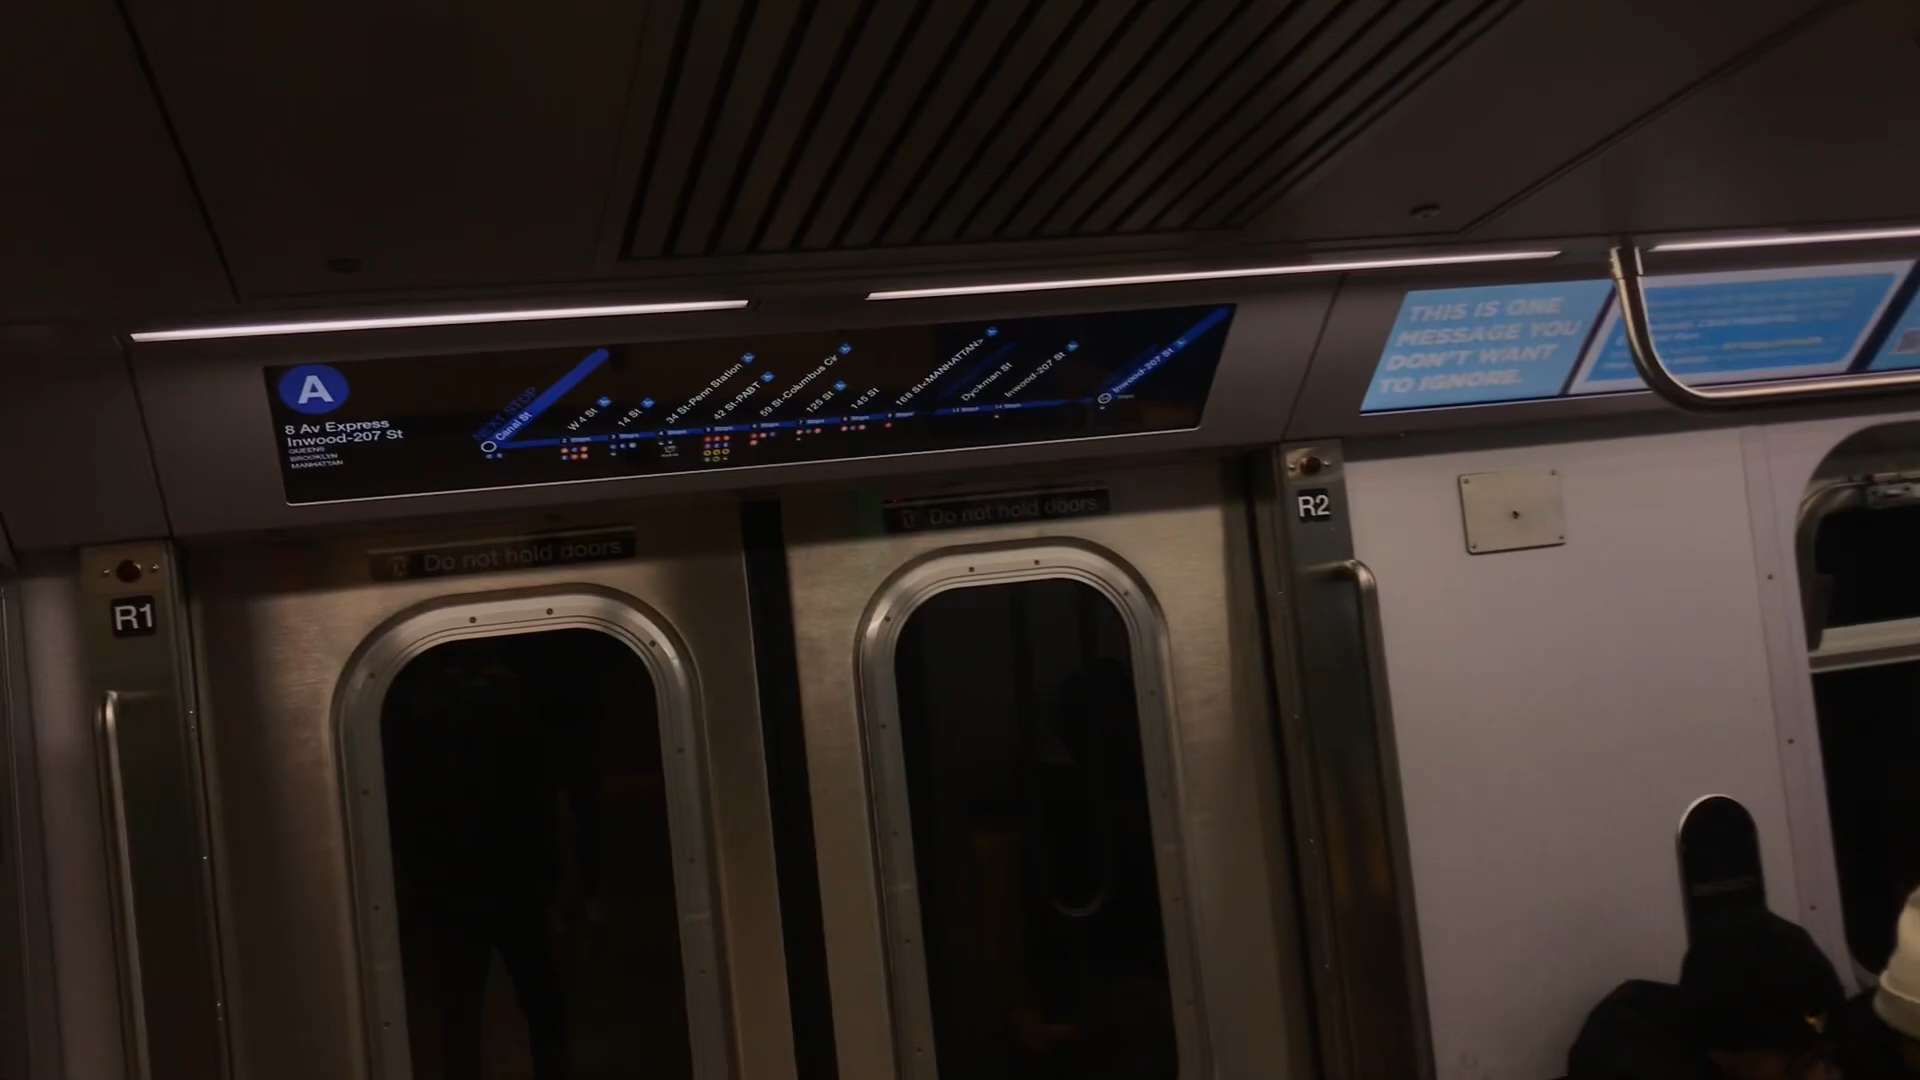 A
8 Av Express
Inwood-207 St
QUEENS
BROOKLYN
MANHATTAN
NEXT STOP
Canal St
W 4 St
14 St
34 St-Penn Station
42 St-PABT
59 St-Columbus Cir
125 St
145 St
168 St<MANHATTAN>
Dyckman St
Inwood-207 St
Inwood-207 St
THIS IS ONE
MESSAGE YOU
DON'T WANT
TO IGNORE.
Do not hold doors
Do not hold doors
R1
R2